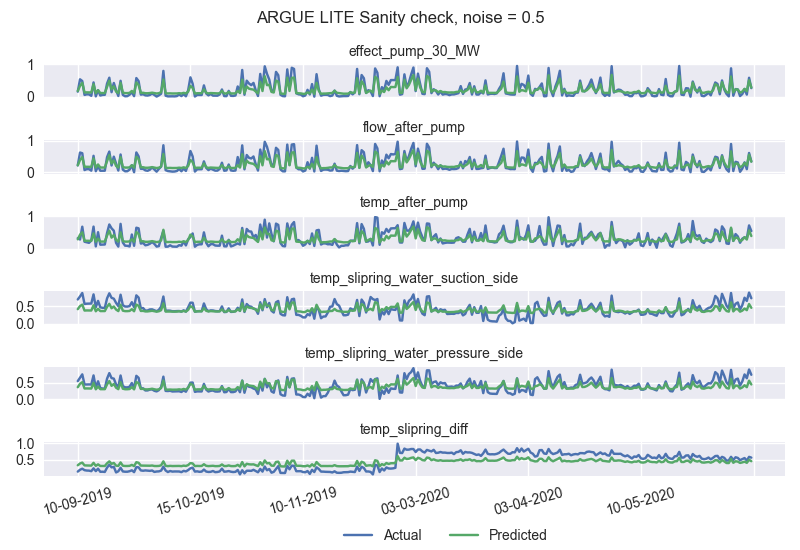 ARGUE LITE Sanity check, noise = 0.5
effect_pump_30_MW
1
0
flow_after_pump
1
0
temp_after_pump
1
0
temp_slipring_water_suction_side
0.5
0.0
temp_slipring_water_pressure_side
0.5
0.0
temp_slipring_diff
1.0
0.5
10-09-2019 15-10-2019 10-11-2019 03-03-2020 03-04-2020 10-05-2020
Actual Predicted